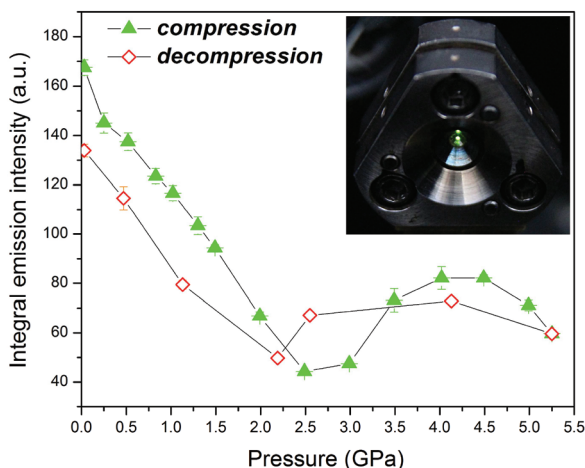 190
180
160
140
120
100
80
60
40
Integral emission intensity (a.u.)
compression
decompression
0.0 0.5 1.0 1.5 2.0 2.5 3.0 3.5 4.0 4.5 5.0 5.5
Pressure (GPa)